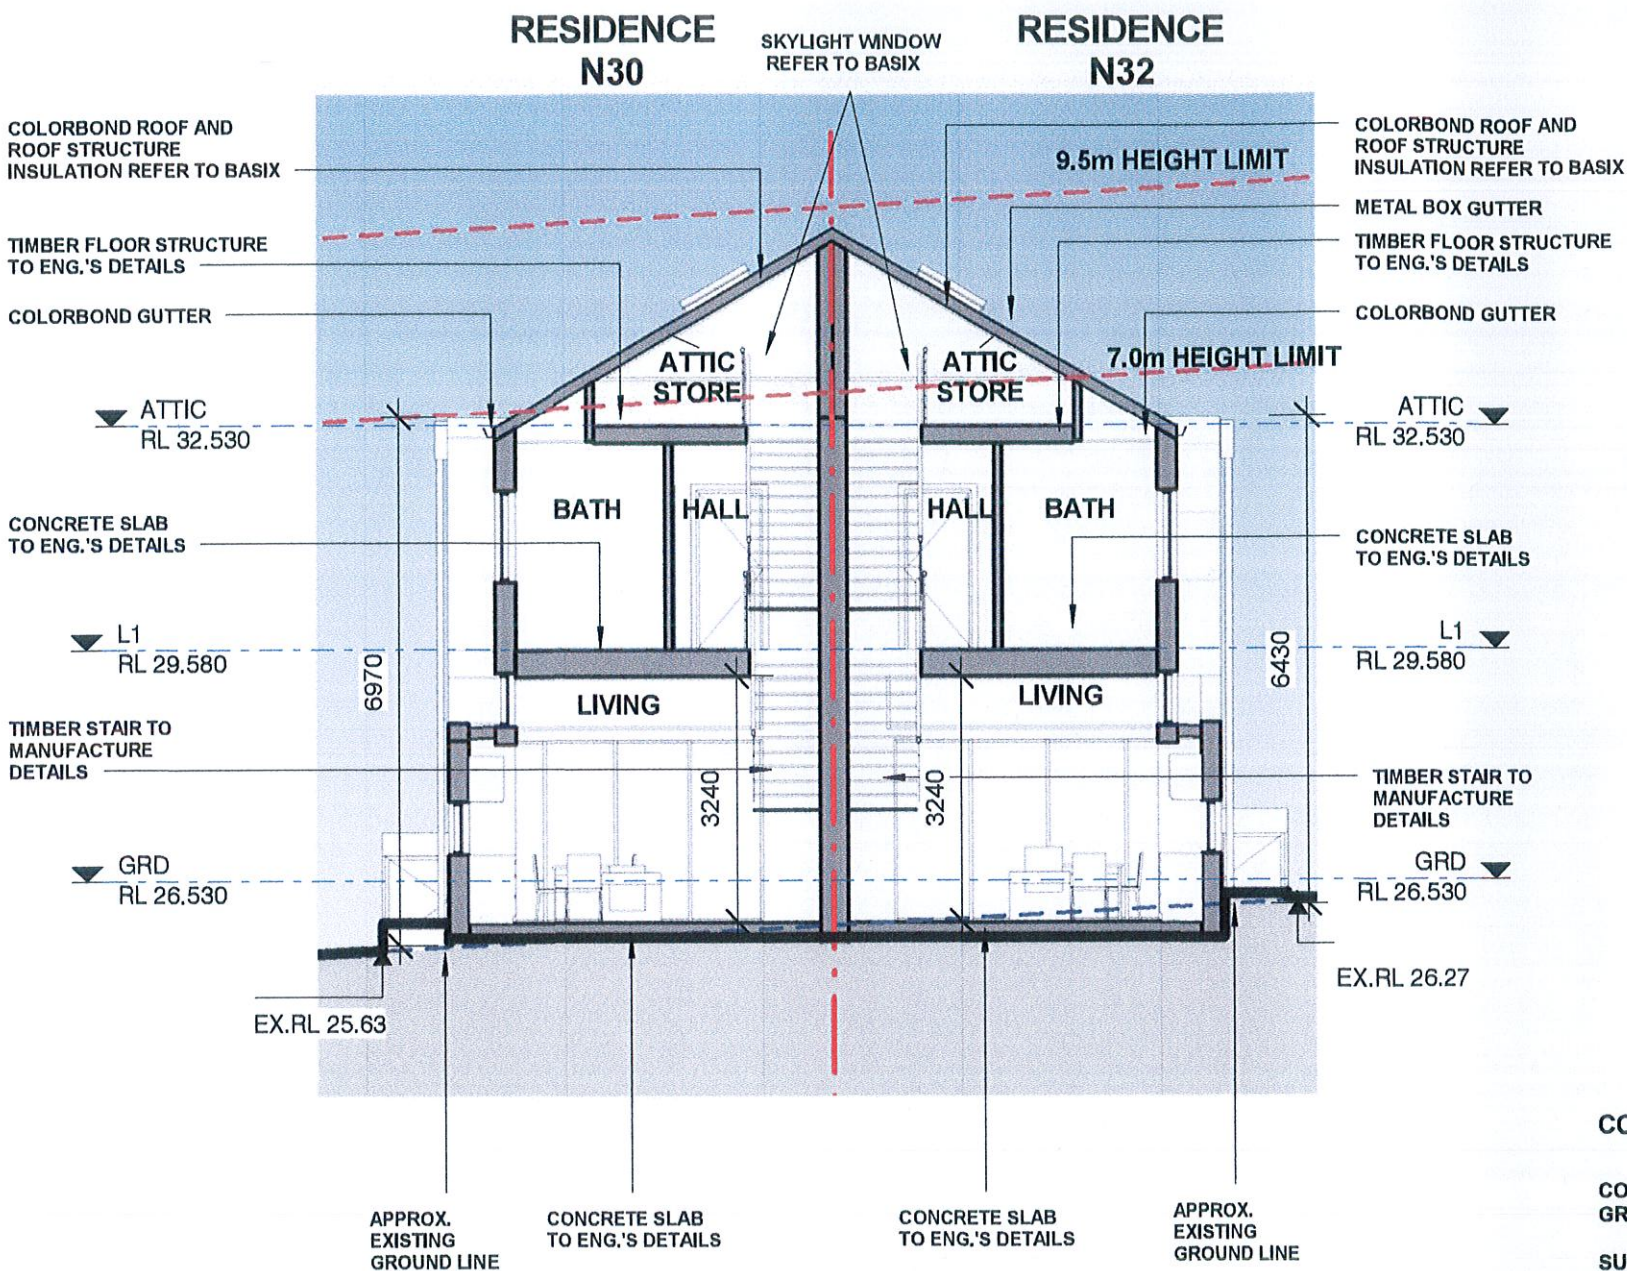 RESIDENCE
N30
SKYLIGHT WINDOW
REFER TO BASIX
RESIDENCE
N32
COLORBOND ROOF AND
ROOF STRUCTURE
INSULATION REFER TO BASIX
TIMBER FLOOR STRUCTURE
TO ENG.'S DETAILS
COLORBOND GUTTER
ATTIC
RL 32.530
CONCRETE SLAB
TO ENG.'S DETAILS
L1
RL 29.580
6970
TIMBER STAIR TO
MANUFACTURE
DETAILS
GRD
RL 26.530
EX.RL 25.63
9.5m HEIGHT LIMIT
7.0m HEIGHT LIMIT
ATTIC
STORE
ATTIC
STORE
BATH
HALL
HALL
BATH
LIVING
LIVING
3240
3240
COLORBOND ROOF AND
ROOF STRUCTURE
INSULATION REFER TO BASIX
METAL BOX GUTTER
TIMBER FLOOR STRUCTURE
TO ENG.'S DETAILS
COLORBOND GUTTER
ATTIC
RL 32.530
CONCRETE SLAB
TO ENG.'S DETAILS
L1
RL 29.580
6430
TIMBER STAIR TO
MANUFACTURE
DETAILS
GRD
RL 26.530
EX.RL 26.27
APPROX.
EXISTING
GROUND LINE
CONCRETE SLAB
TO ENG.'S DETAILS
CONCRETE SLAB
TO ENG.'S DETAILS
APPROX.
EXISTING
GROUND LINE